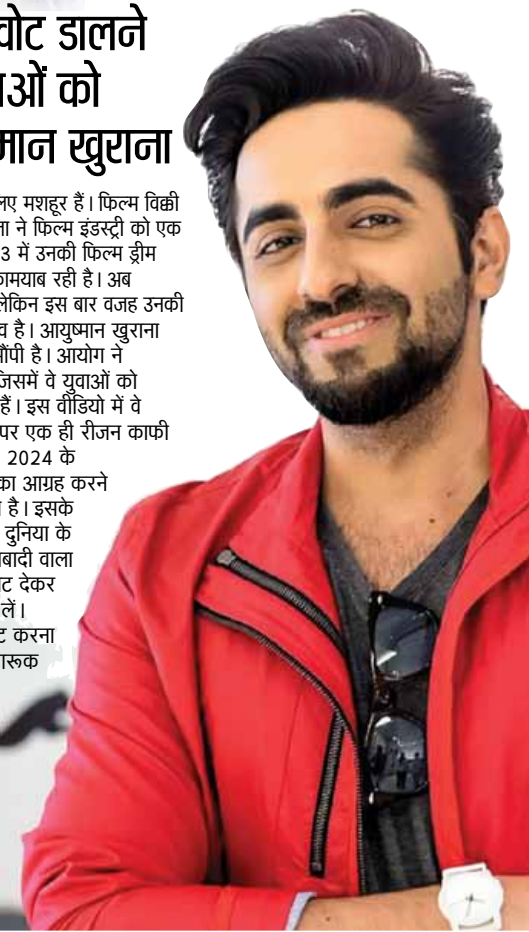 वोट डालने
ओं को
मान खुराना
लिए मशहूर हैं। फिल्म विक्की
ने फिल्म इंडस्ट्री को एक
3 में उनकी फिल्म ड्रीम
कामयाब रही है। अब
लेकिन इस बार वजह उनकी
है। आयुष्मान खुराना
सौंपी है। आयोग ने
जिसमें वे युवाओं को
हैं। इस वीडियो में वे
पर एक ही रीजन काफी
2024 के
का आग्रह करने
है। इसके
दुनिया के
बादी वाला
देकर
लें।
करना
रूक